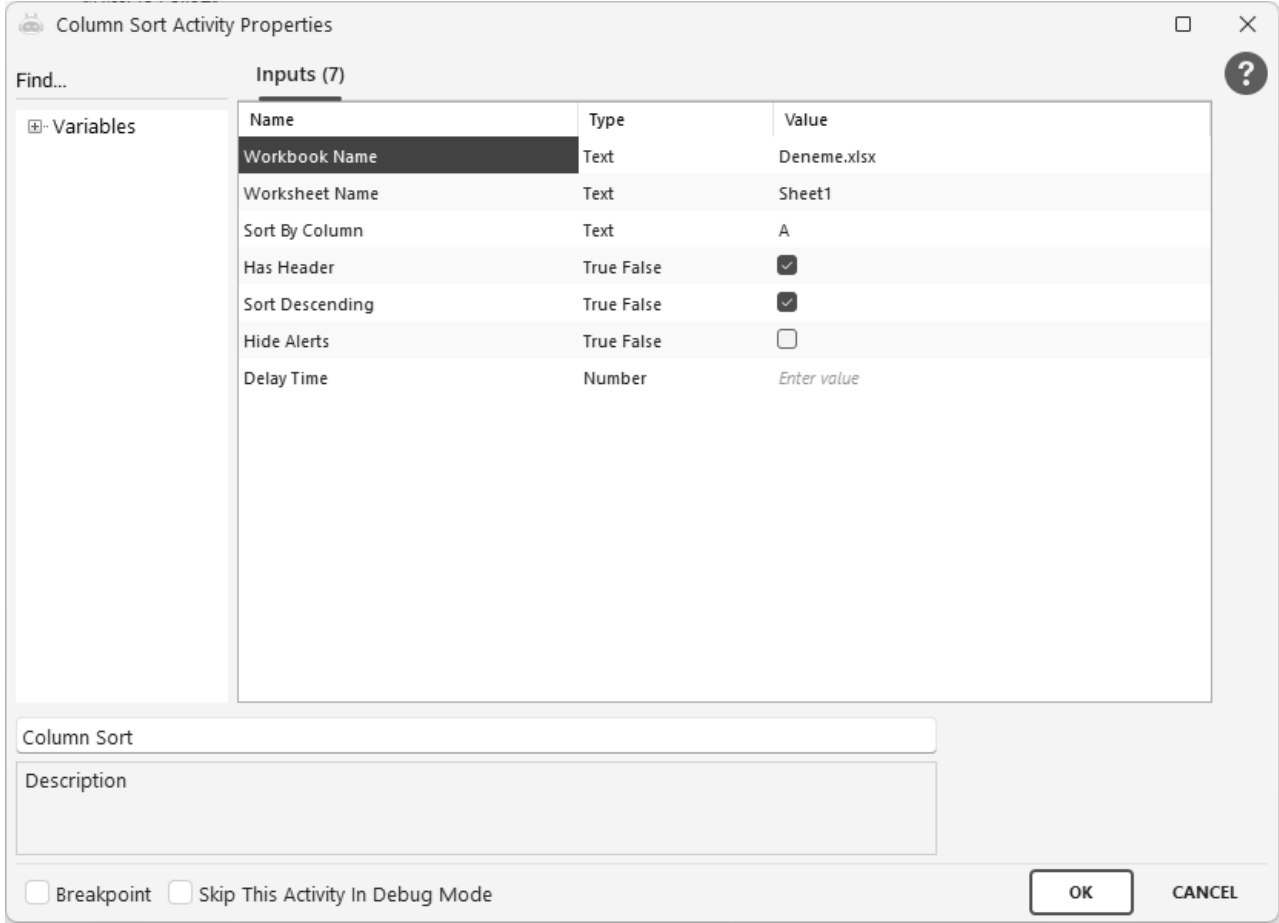 Column Sort Activity Properties
Find...
Inputs (7)
?
Variables
Name Type Value
Workbook Name Text Deneme.xlsx
Worksheet Name Text Sheet1
Sort By Column Text A
Has Header True False
Sort Descending True False
Hide Alerts True False
Delay Time Number Enter value
Column Sort
Description
Breakpoint Skip This Activity In Debug Mode OK CANCEL